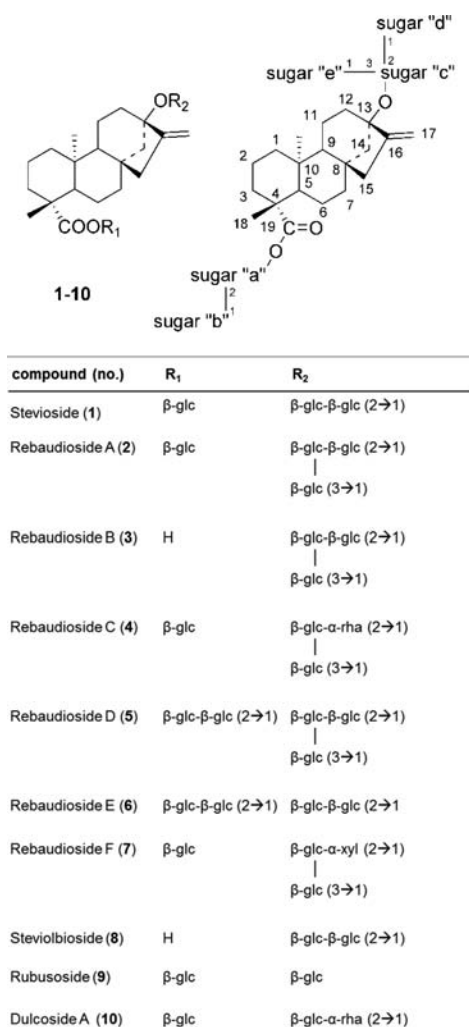 OR₂
COOR₁
1-10
sugar "d"
1
sugar "e" 1 3 2 sugar "c"
O
12
13
11
17
1
14
16
2
9
10
8
15
5
3
4
7
6
18
19
C=O
O
sugar "a"
2
sugar "b" 1
compound (no.) R₁ R₂
Stevioside (1) β-glc β-glc-β-glc (2→1)
Rebaudioside A (2) β-glc β-glc-β-glc (2→1)
β-glc (3→1)
Rebaudioside B (3) H β-glc-β-glc (2→1)
β-glc (3→1)
Rebaudioside C (4) β-glc β-glc-α-rha (2→1)
β-glc (3→1)
Rebaudioside D (5) β-glc-β-glc (2→1) β-glc-β-glc (2→1)
β-glc (3→1)
Rebaudioside E (6) β-glc-β-glc (2→1) β-glc-β-glc (2→1
Rebaudioside F (7) β-glc β-glc-α-xyl (2→1)
β-glc (3→1)
Steviolbioside (8) H β-glc-β-glc (2→1)
Rubusoside (9) β-glc β-glc
Dulcoside A (10) β-glc β-glc-α-rha (2→1)